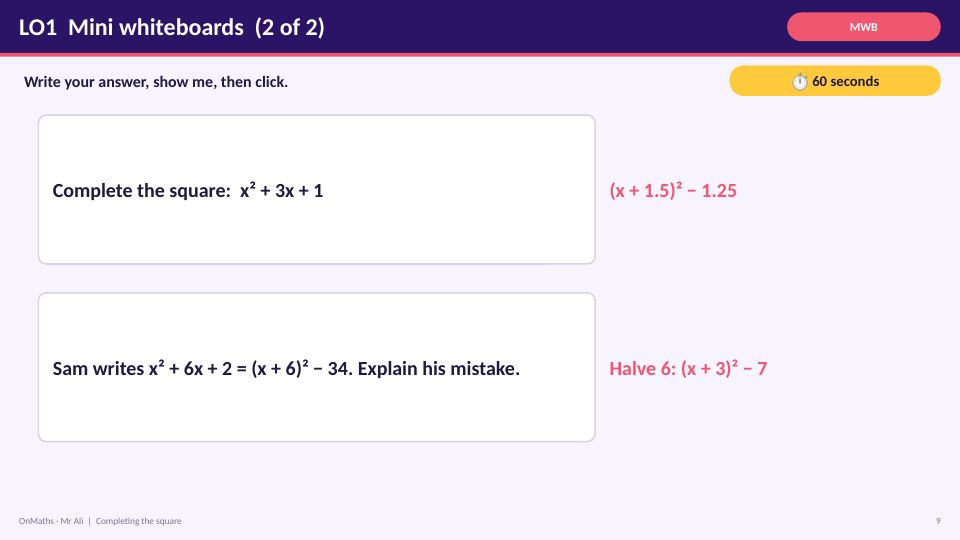 LO1  Mini whiteboards  (2 of 2)
MWB
Write your answer, show me, then click.
⏱ 60 seconds
Complete the square:  x² + 3x + 1
(x + 1.5)² − 1.25
Sam writes x² + 6x + 2 = (x + 6)² − 34. Explain his mistake.
Halve 6: (x + 3)² − 7
OnMaths · Mr Ali  |  Completing the square
9